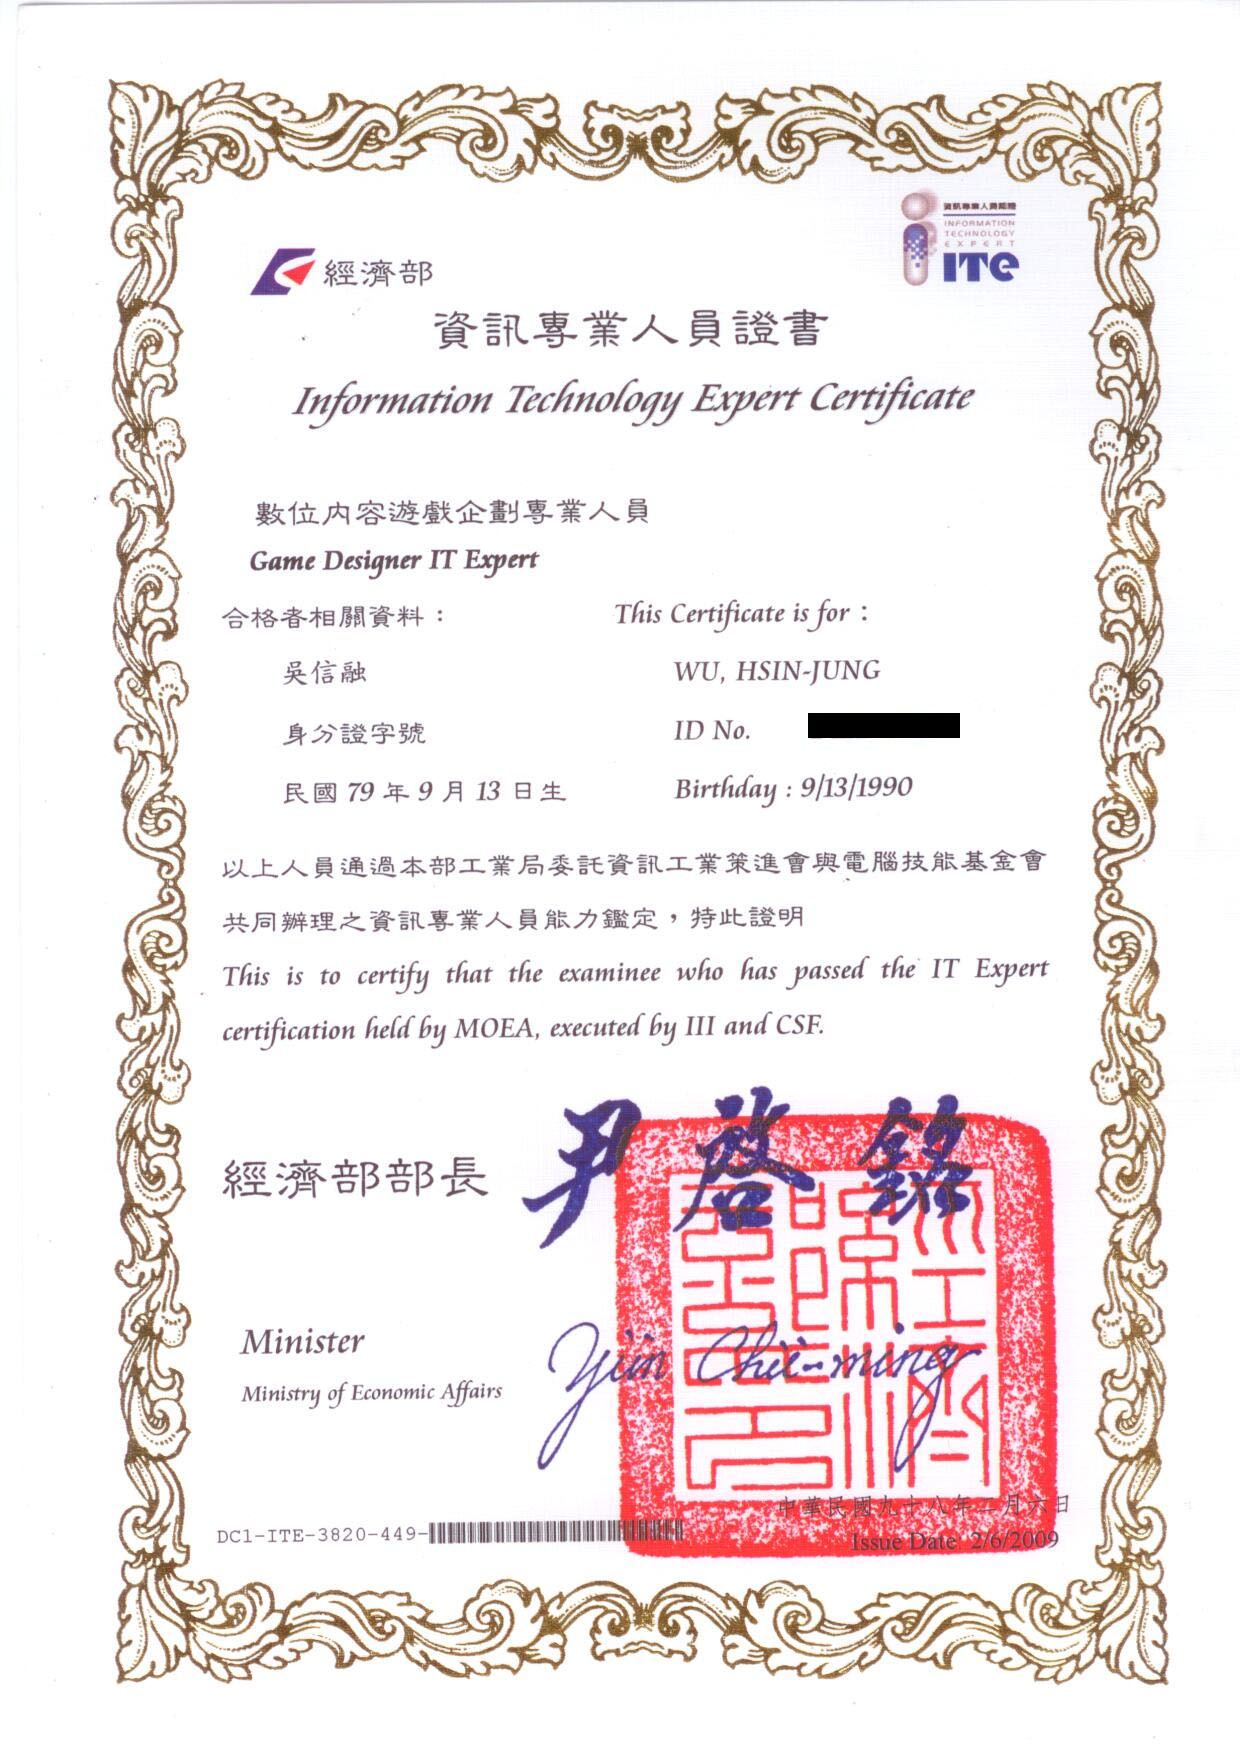 資訊專業人員鑑證
INFORMATION
TECHNOLOGY
EXPERT
ITe
經濟部
資訊專業人員證書
Information Technology Expert Certificate
數位內容遊戲企劃專業人員
Game Designer IT Expert
合格者相關資料：
This Certificate is for：
吳信融
WU, HSIN-JUNG
身分證字號
ID No.
民國 79 年 9 月 13 日生
Birthday : 9/13/1990
以上人員通過本部工業局委託資訊工業策進會與電腦技能基金會
共同辦理之資訊專業人員能力鑑定，特此證明
This is to certify that the examinee who has passed the IT Expert
certification held by MOEA, executed by III and CSF.
經濟部部長 尹啓銘
經濟部印
Minister
Ministry of Economic Affairs
Yiin Chii-ming
中華民國九十八年二月六日
DC1-ITE-3820-449-
Issue Date 2/6/2009